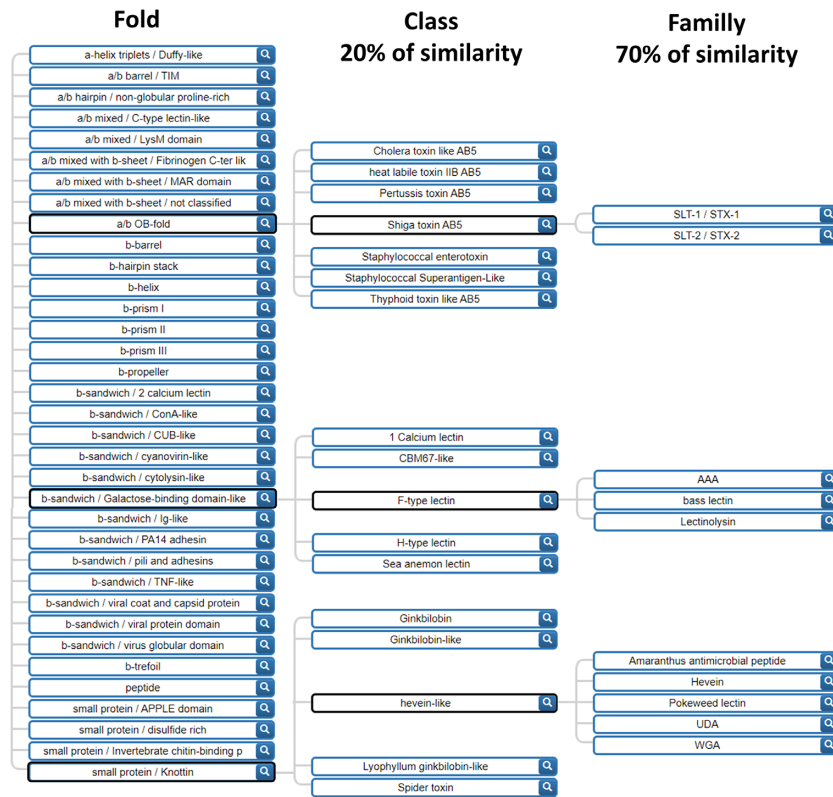 Fold
Class
20% of similarity
Familly
70% of similarity
a-helix triplets / Duffy-like
a/b barrel / TIM
a/b hairpin / non-globular proline-rich
a/b mixed / C-type lectin-like
a/b mixed / LysM domain
a/b mixed with b-sheet / Fibrinogen C-ter lik
a/b mixed with b-sheet / MAR domain
a/b mixed with b-sheet / not classified
a/b OB-fold
b-barrel
b-hairpin stack
b-helix
b-prism I
b-prism II
b-prism III
b-propeller
b-sandwich / 2 calcium lectin
b-sandwich / ConA-like
b-sandwich / CUB-like
b-sandwich / cyanovirin-like
b-sandwich / cytolysin-like
b-sandwich / Galactose-binding domain-like
b-sandwich / Ig-like
b-sandwich / PA14 adhesin
b-sandwich / pili and adhesins
b-sandwich / TNF-like
b-sandwich / viral coat and capsid protein
b-sandwich / viral protein domain
b-sandwich / virus globular domain
b-trefoil
peptide
small protein / APPLE domain
small protein / disulfide rich
small protein / Invertebrate chitin-binding p
small protein / Knottin
Cholera toxin like AB5
heat labile toxin IIB AB5
Pertussis toxin AB5
Shiga toxin AB5
Staphylococcal enterotoxin
Staphylococcal Superantigen-Like
Thyphoid toxin like AB5
1 Calcium lectin
CBM67-like
F-type lectin
H-type lectin
Sea anemon lectin
Ginkbilobin
Ginkbilobin-like
hevein-like
Lyophyllum ginkbilobin-like
Spider toxin
SLT-1 / STX-1
SLT-2 / STX-2
AAA
bass lectin
Lectinolysin
Amaranthus antimicrobial peptide
Hevein
Pokeweed lectin
UDA
WGA